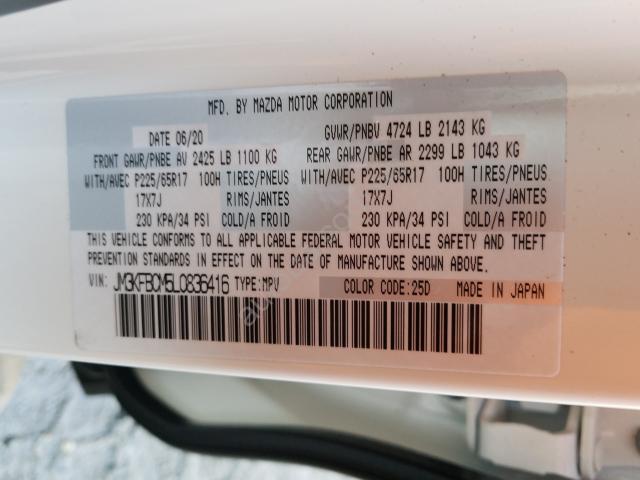 MFD. BY MAZDA MOTOR CORPORATION
DATE 06/20 GVWR/PNBV 4724 LB 2143 KG
FRONT GAWR/PNBE AV 2425 LB 1100 KG REAR GAWR/PNBE AR 2299 LB 1043 KG
WITH/AVEC P225/65R17 100H TIRES/PNEUS WITH/AVEC P225/65R17 100H TIRES/PNEUS
17X7J RIMS/JANTES 17X7J RIMS/JANTES
230 KPA/34 PSI COLD/A FROID 230 KPA/34 PSI COLD/A FROID
THIS VEHICLE CONFORMS TO ALL APPLICABLE FEDERAL MOTOR VEHICLE SAFETY AND THEFT
PREVENTION STANDARDS IN EFFECT ON THE DATE OF MANUFACTURE SHOWN ABOVE.
VIN: JM3KFBCM5L0836416 TYPE:MPV COLOR CODE:25D MADE IN JAPAN